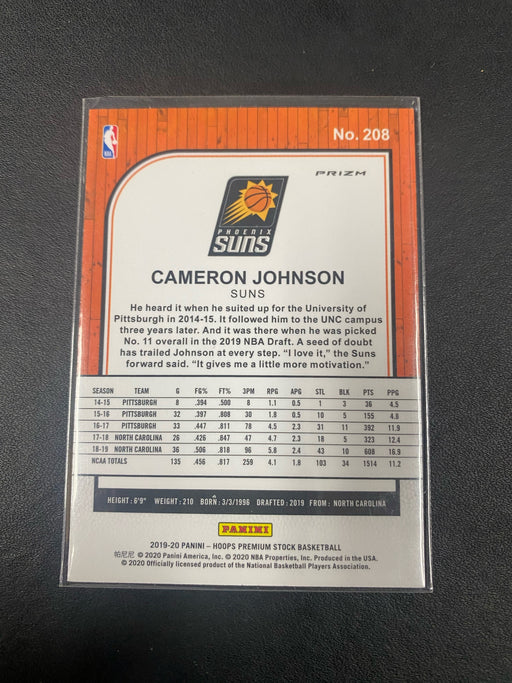 No. 208
NBA
PRIZM
PHOENIX
SUNS
CAMERON JOHNSON
SUNS
He heard it when he suited up for the University of
Pittsburgh in 2014-15. It followed him to the UNC campus
three years later. And it was there when he was picked
No. 11 overall in the 2019 NBA Draft. A seed of doubt
has trailed Johnson at every step. “I love it,” the Suns
forward said. “It gives me a little more motivation.”
SEASON TEAM G FG% FT% 3PM RPG APG STL BLK PTS PPG
14-15 PITTSBURGH 8 .394 .500 8 1.1 0.5 1 3 36 4.5
15-16 PITTSBURGH 32 .397 .808 30 1.8 0.5 10 5 155 4.8
16-17 PITTSBURGH 33 .447 .811 78 4.5 2.3 31 11 392 11.9
17-18 NORTH CAROLINA 26 .426 .847 47 4.7 2.3 18 5 323 12.4
18-19 NORTH CAROLINA 36 .506 .818 96 5.8 2.4 43 10 608 16.9
NCAA TOTALS 135 .456 .817 259 4.1 1.8 103 34 1514 11.2
HEIGHT: 6'9" WEIGHT: 210 BORN: 3/3/1996 DRAFTED: 2019 FROM: NORTH CAROLINA
PANINI
2019-20 PANINI – HOOPS PREMIUM STOCK BASKETBALL
帕尼尼 © 2020 Panini America, Inc. © 2020 NBA Properties, Inc. Produced in the USA.
© 2020 Officially licensed product of the National Basketball Players Association.